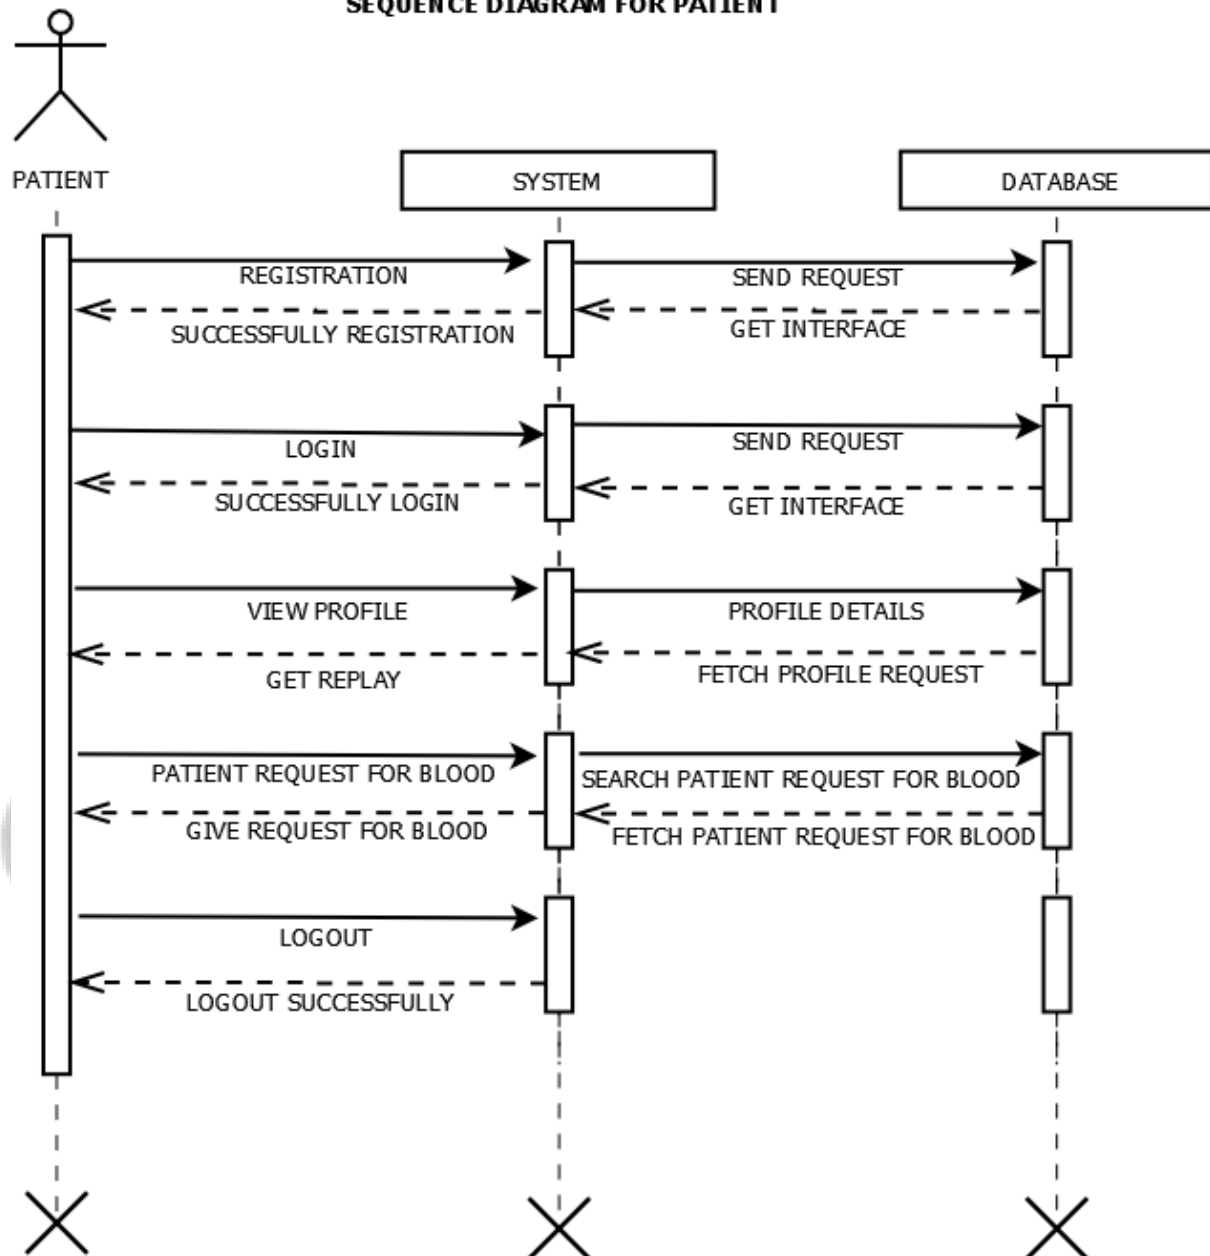 SEQUENCE DIAGRAM FOR PATIENT
PATIENT
SYSTEM
DATABASE
REGISTRATION
SEND REQUEST
SUCCESSFULLY REGISTRATION
GET INTERFACE
LOGIN
SEND REQUEST
SUCCESSFULLY LOGIN
GET INTERFACE
VIEW PROFILE
PROFILE DETAILS
GET REPLAY
FETCH PROFILE REQUEST
PATIENT REQUEST FOR BLOOD
SEARCH PATIENT REQUEST FOR BLOOD
GIVE REQUEST FOR BLOOD
FETCH PATIENT REQUEST FOR BLOOD
LOGOUT
LOGOUT SUCCESSFULLY